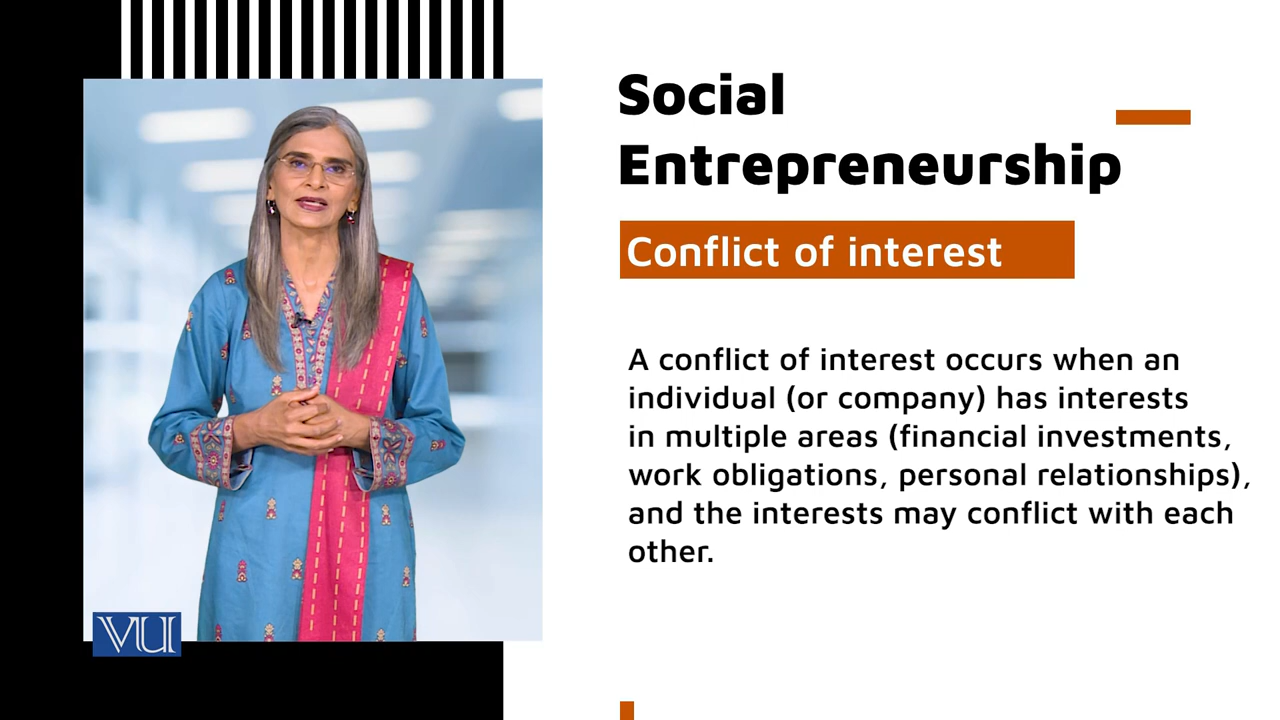 Social
Entrepreneurship
Conflict of interest
A conflict of interest occurs when an
individual (or company) has interests
in multiple areas (financial investments,
work obligations, personal relationships),
and the interests may conflict with each
other.
VU